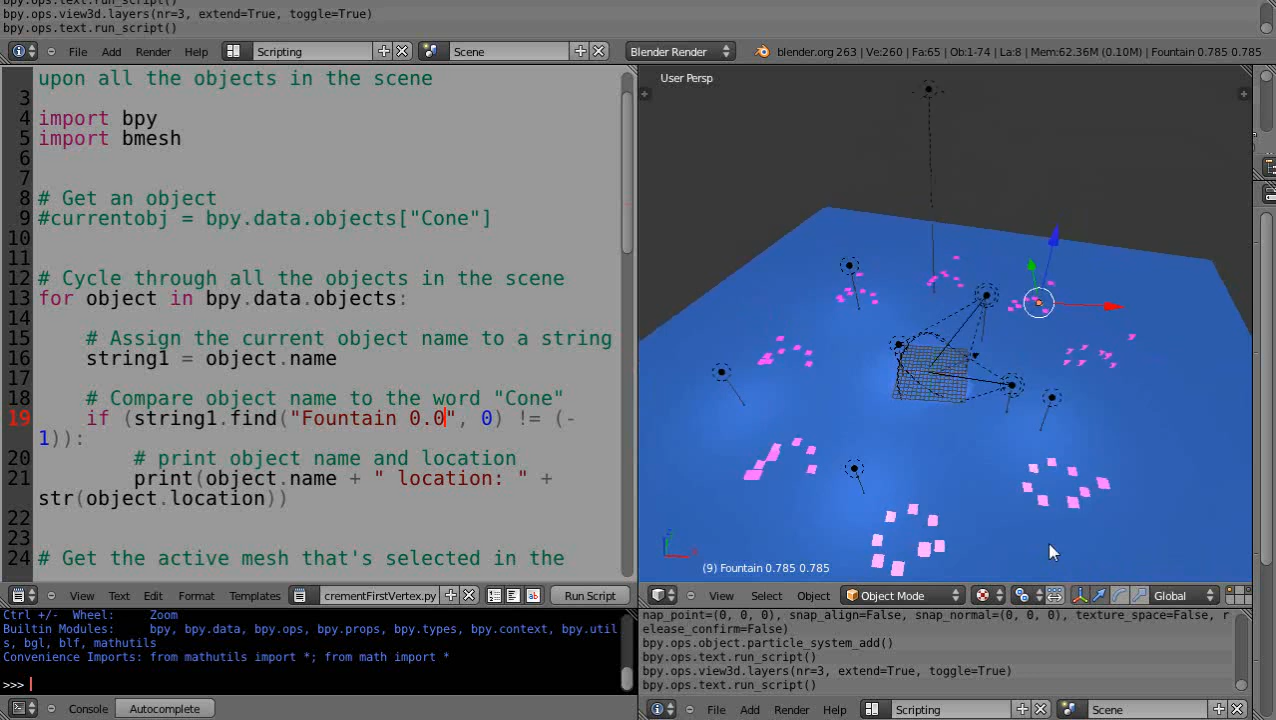 bpy.ops.text.run_script()
bpy.ops.view3d.layers(nr=3, extend=True, toggle=True)
bpy.ops.text.run_script()
File Add Render Help Scripting Scene Blender Render blender.org 263 | Ve:260 | Fa:65 | Ob:1-74 | La:8 | Mem:62.36M (0.10M) | Fountain 0.785 0.785
upon all the objects in the scene
3
4 import bpy
5 import bmesh
6
7
8 # Get an object
9 #currentobj = bpy.data.objects["Cone"]
10
11
12 # Cycle through all the objects in the scene
13 for object in bpy.data.objects:
14
15 # Assign the current object name to a string
16 string1 = object.name
17
18 # Compare object name to the word "Cone"
19 if (string1.find("Fountain 0.0", 0) != (-
1)):
20 # print object name and location
21 print(object.name + " location: " +
str(object.location))
22
23
24 # Get the active mesh that's selected in the
User Persp
(9) Fountain 0.785 0.785
View Text Edit Format Templates crementFirstVertex.py Run Script
View Select Object Object Mode Global
Ctrl +/- Wheel: Zoom
Builtin Modules: bpy, bpy.data, bpy.ops, bpy.props, bpy.types, bpy.context, bpy.util
s, bgl, blf, mathutils
Convenience Imports: from mathutils import *; from math import *
>>>
Console Autocomplete
nap_point=(0, 0, 0), snap_align=False, snap_normal=(0, 0, 0), texture_space=False, r
elease_confirm=False)
bpy.ops.object.particle_system_add()
bpy.ops.text.run_script()
bpy.ops.view3d.layers(nr=3, extend=True, toggle=True)
bpy.ops.text.run_script()
File Add Render Help Scripting Scene